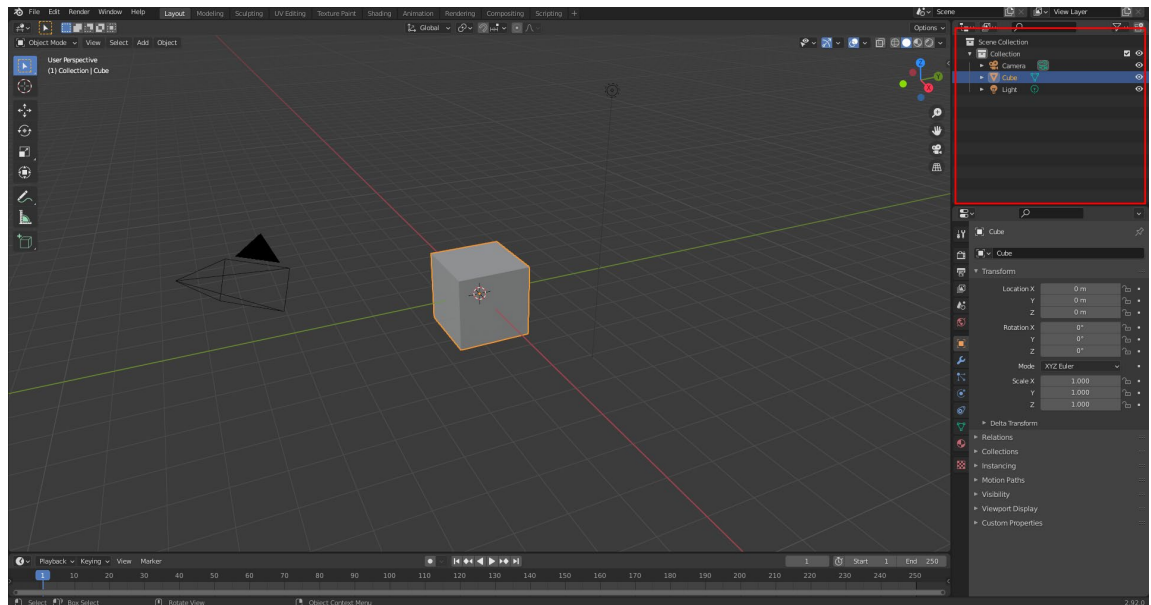 File Edit Render Window Help Layout Modeling Sculpting UV Editing Texture Paint Shading Animation Rendering Compositing Scripting + Scene View Layer
Global Options
Object Mode View Select Add Object
User Perspective
(1) Collection | Cube
Z
Y
X
Scene Collection
Collection
Camera
Cube
Light
Cube
Cube
Transform
Location X 0 m
Y 0 m
Z 0 m
Rotation X 0°
Y 0°
Z 0°
Mode XYZ Euler
Scale X 1.000
Y 1.000
Z 1.000
Delta Transform
Relations
Collections
Instancing
Motion Paths
Visibility
Viewport Display
Custom Properties
Playback Keying View Marker 1 Start 1 End 250
1 10 20 30 40 50 60 70 80 90 100 110 120 130 140 150 160 170 180 190 200 210 220 230 240 250
Select Box Select Rotate View Object Context Menu 2.92.0